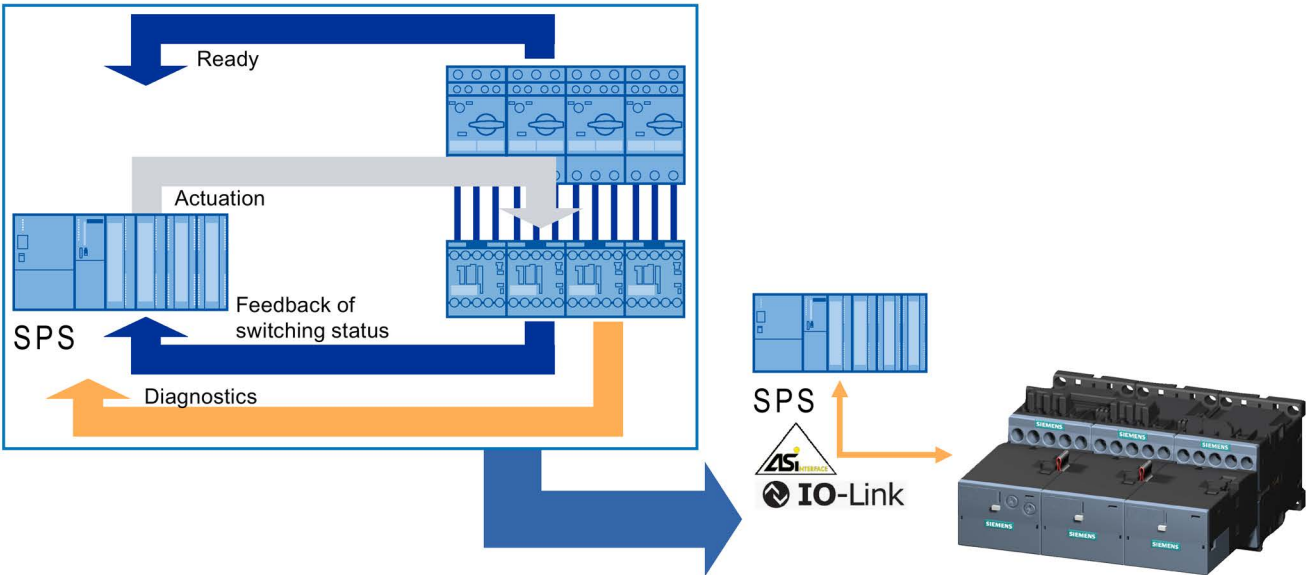 Ready
Actuation
Feedback of
switching status
SPS
Diagnostics
SPS
ASi
INTERFACE
IO-Link
SIEMENS
SIEMENS
SIEMENS
SIEMENS
SIEMENS
SIEMENS